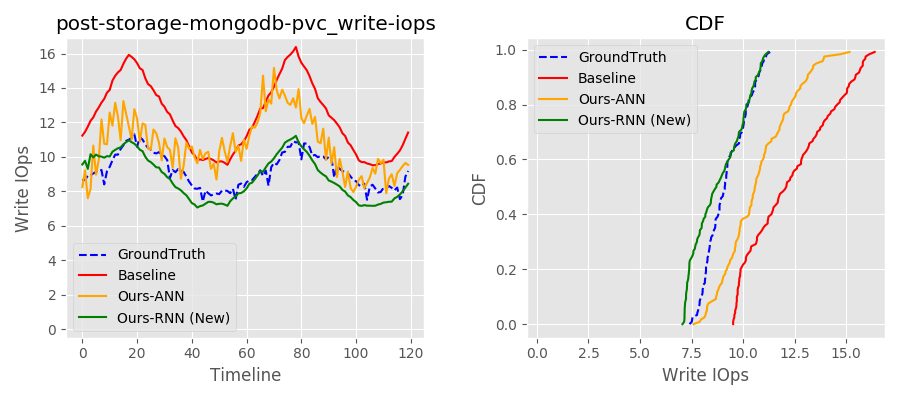 post-storage-mongodb-pvc_write-iops
Write IOps
16
14
12
10
8
6
4
2
0
GroundTruth
Baseline
Ours-ANN
Ours-RNN (New)
0 20 40 60 80 100 120
Timeline
CDF
CDF
1.0
0.8
0.6
0.4
0.2
0.0
GroundTruth
Baseline
Ours-ANN
Ours-RNN (New)
0.0 2.5 5.0 7.5 10.0 12.5 15.0
Write IOps